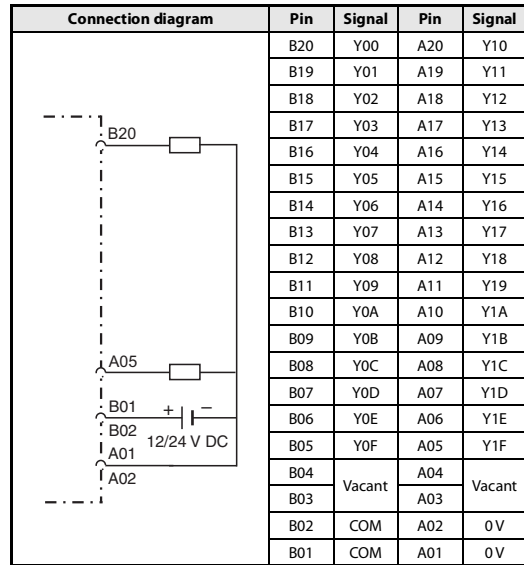 Connection diagram Pin Signal Pin Signal
B20 Y00 A20 Y10
B19 Y01 A19 Y11
B18 Y02 A18 Y12
B17 Y03 A17 Y13
B16 Y04 A16 Y14
B15 Y05 A15 Y15
B14 Y06 A14 Y16
B13 Y07 A13 Y17
B12 Y08 A12 Y18
B11 Y09 A11 Y19
B10 Y0A A10 Y1A
B09 Y0B A09 Y1B
B08 Y0C A08 Y1C
B07 Y0D A07 Y1D
B06 Y0E A06 Y1E
B05 Y0F A05 Y1F
B04 Vacant A04 Vacant
B03 A03
B02 COM A02 0 V
B01 COM A01 0 V
B20
A05
B01 + –
B02 12/24 V DC
A01
A02